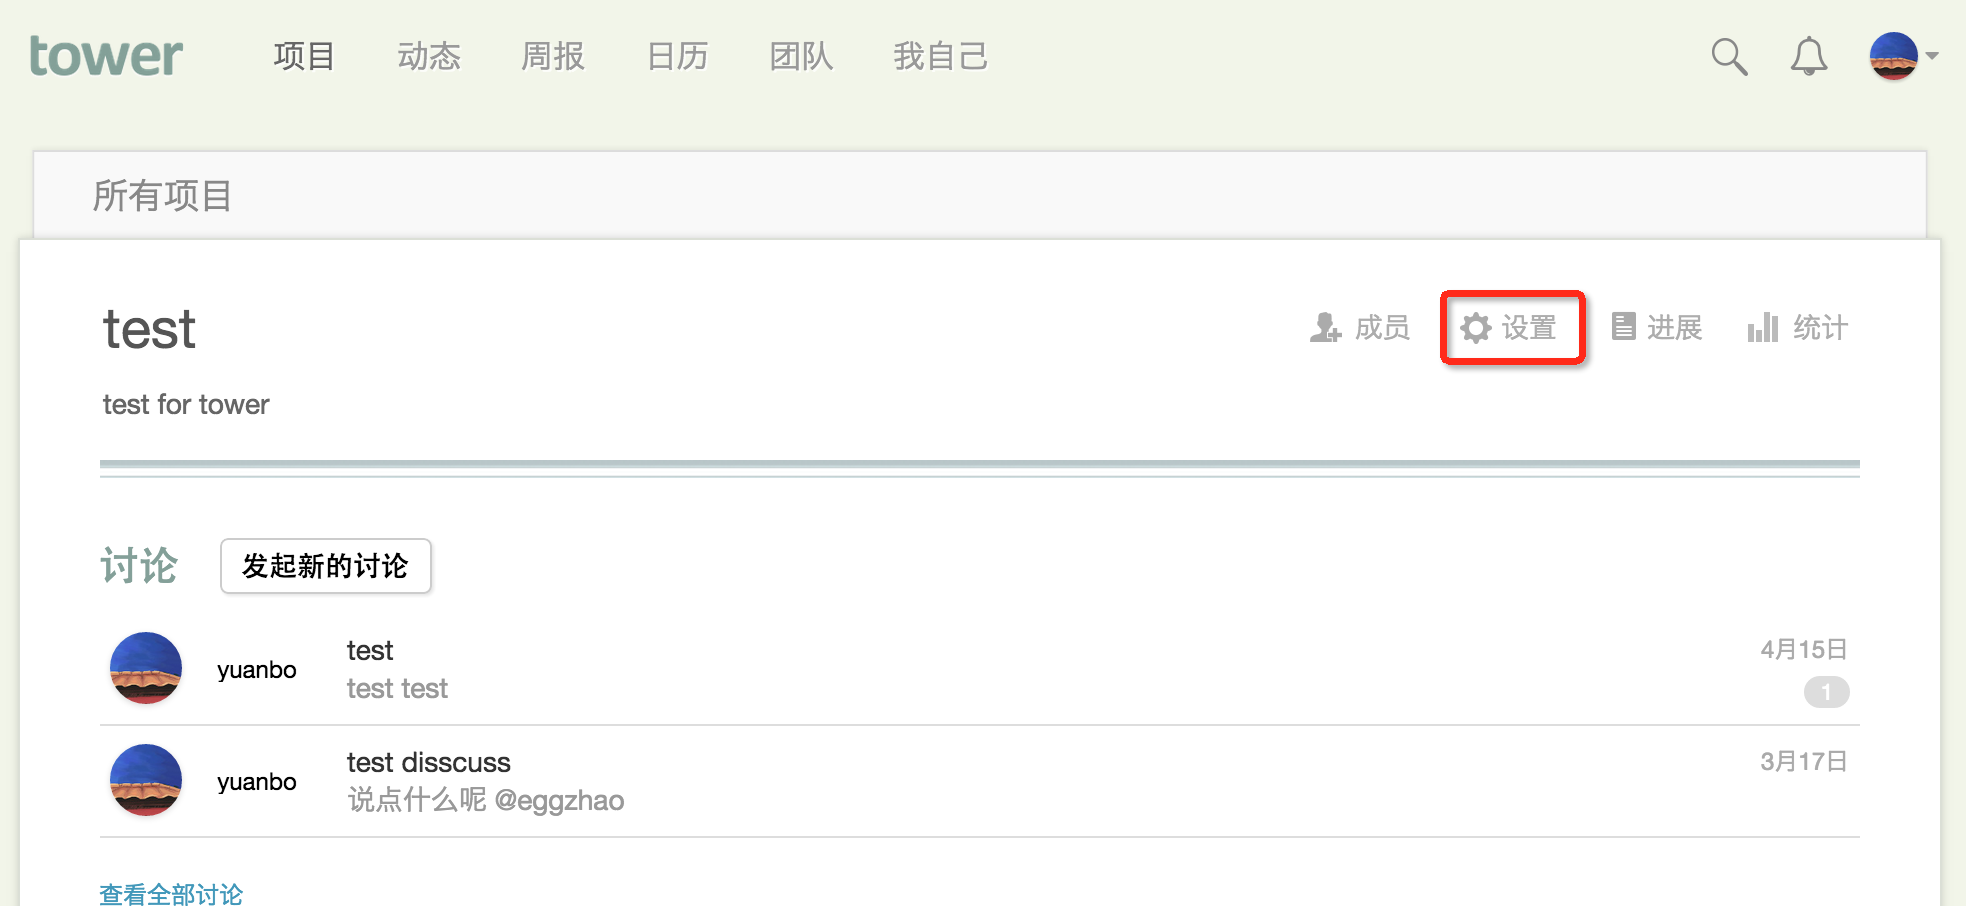 tower 项目 动态 周报 日历 团队 我自己
所有项目
test 成员 设置 进展 统计
test for tower
讨论 发起新的讨论
yuanbo test 4月15日
test test 1
yuanbo test disscuss 3月17日
说点什么呢 @eggzhao
查看全部讨论